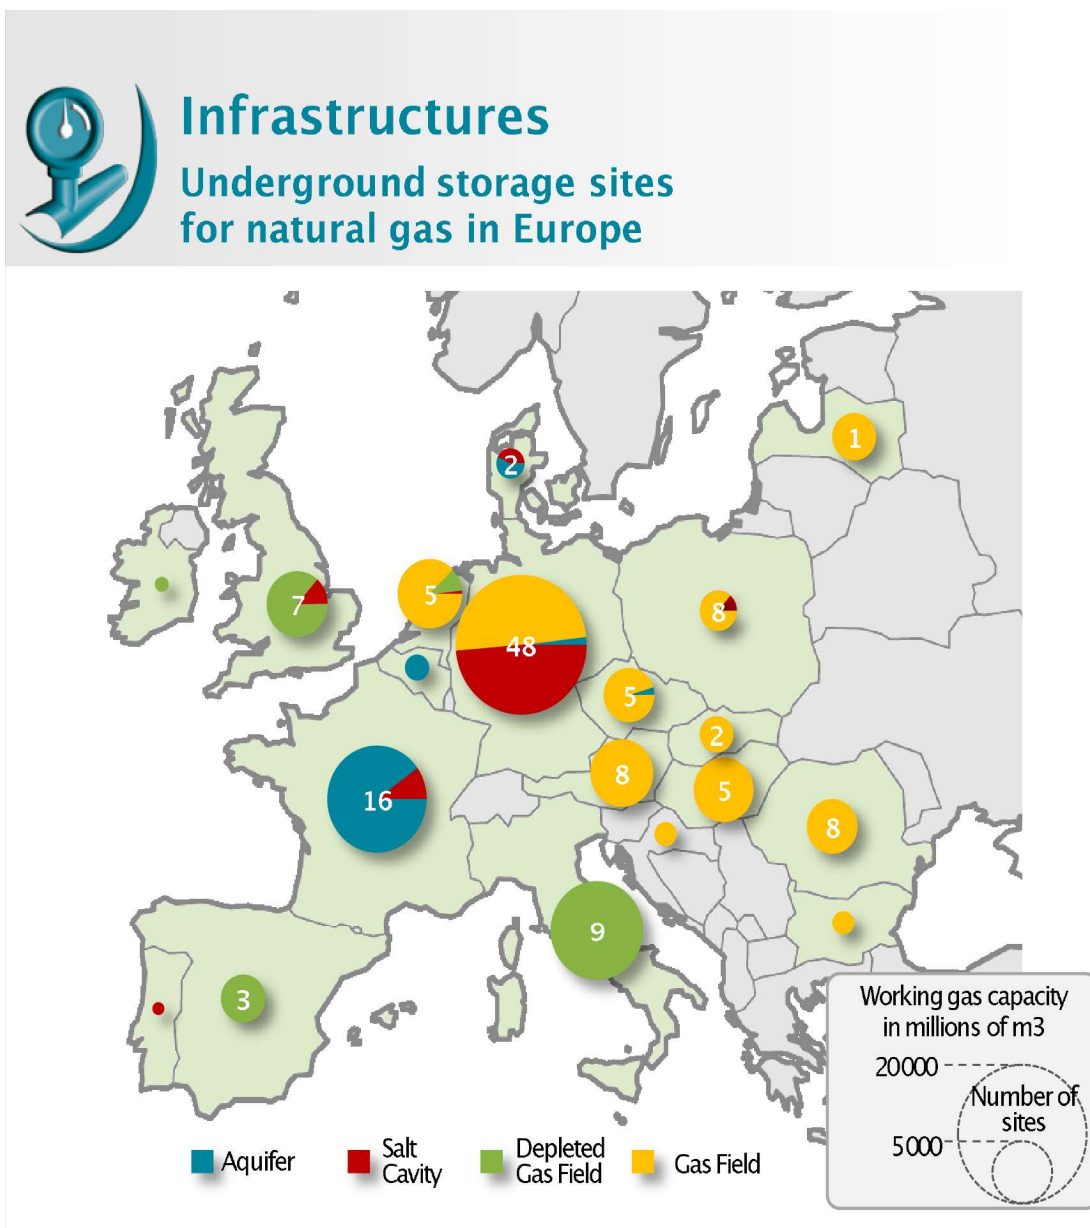 Infrastructures
Underground storage sites
for natural gas in Europe
1
2
7
5
8
48
5
2
8
5
16
8
9
3
Working gas capacity
in millions of m3
20000
Number of
sites
5000
Aquifer
Salt
Cavity
Depleted
Gas Field
Gas Field